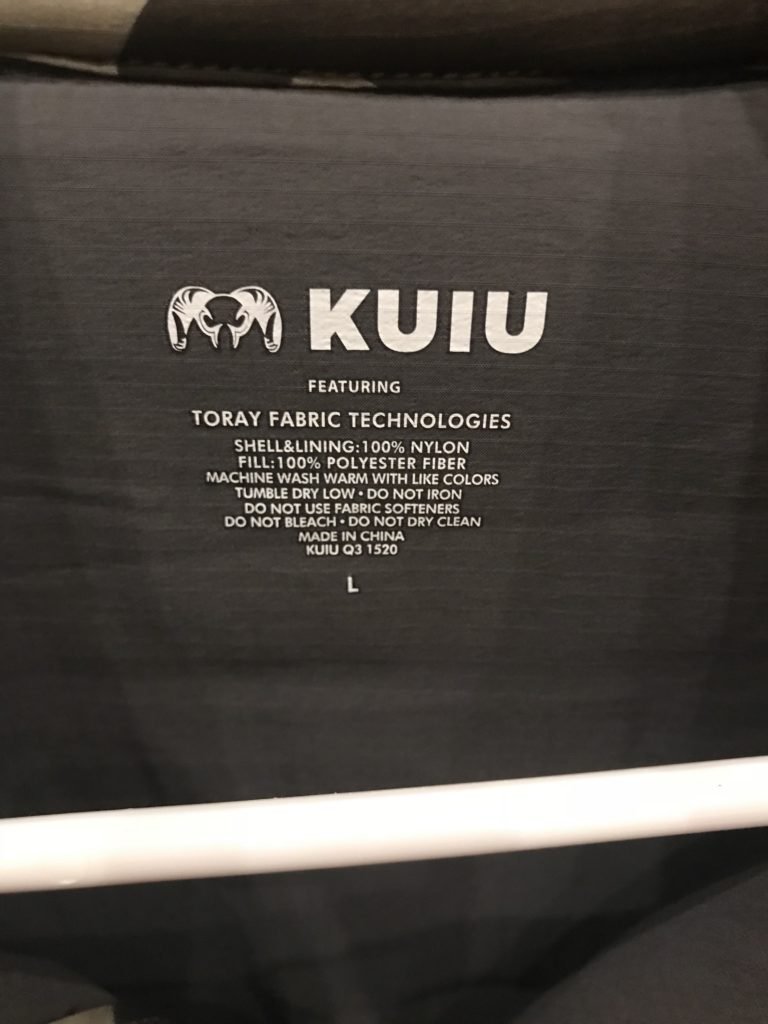 KUIU
FEATURING
TORAY FABRIC TECHNOLOGIES
SHELL&LINING:100% NYLON
FILL:100% POLYESTER FIBER
MACHINE WASH WARM WITH LIKE COLORS
TUMBLE DRY LOW • DO NOT IRON
DO NOT USE FABRIC SOFTENERS
DO NOT BLEACH • DO NOT DRY CLEAN
MADE IN CHINA
KUIU Q3 1520
L